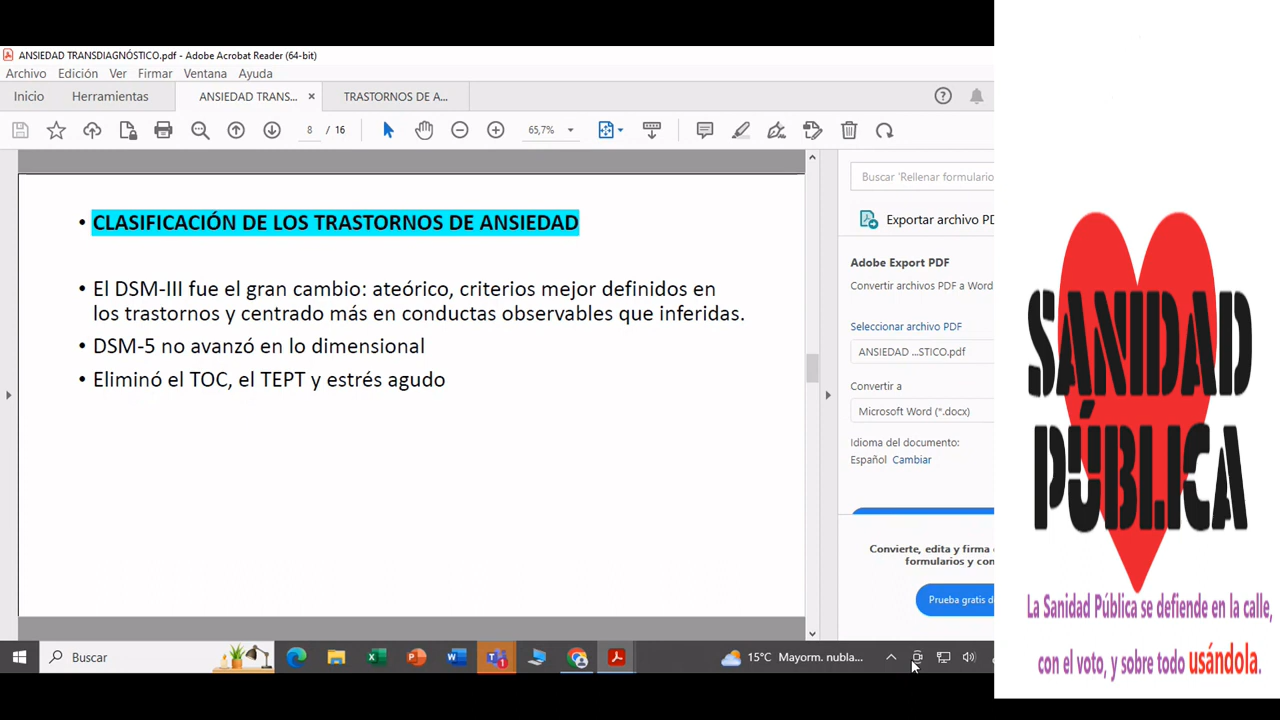 ANSIEDAD TRANSDIAGNÓSTICO.pdf - Adobe Acrobat Reader (64-bit)
Archivo Edición Ver Firmar Ventana Ayuda
Inicio Herramientas ANSIEDAD TRANS... × TRASTORNOS DE A...
8 / 16 65,7%
• CLASIFICACIÓN DE LOS TRASTORNOS DE ANSIEDAD
• El DSM-III fue el gran cambio: ateórico, criterios mejor definidos en
los trastornos y centrado más en conductas observables que inferidas.
• DSM-5 no avanzó en lo dimensional
• Eliminó el TOC, el TEPT y estrés agudo
Buscar 'Rellenar formulario
Exportar archivo PD
Adobe Export PDF
Convertir archivos PDF a Word
Seleccionar archivo PDF
ANSIEDAD ...STICO.pdf
Convertir a
Microsoft Word (*.docx)
Idioma del documento:
Español Cambiar
Convierte, edita y firma
formularios y con
Prueba gratis d
Buscar
15°C Mayorm. nubla...
SANIDAD
PÚBLICA
La Sanidad Pública se defiende en la calle,
con el voto, y sobre todo usándola.